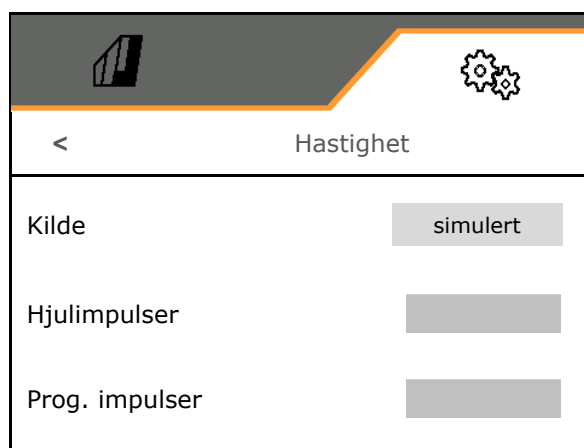 < Hastighet
Kilde simulert
Hjulimpulser
Prog. impulser